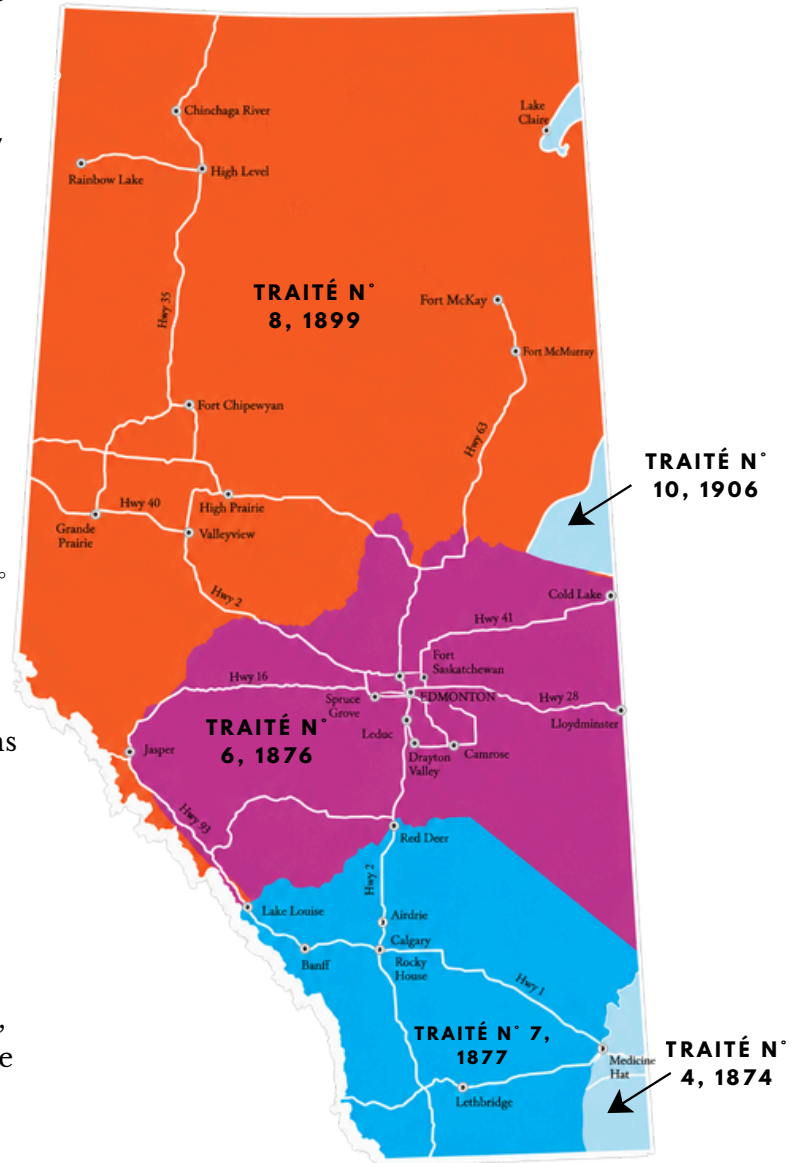 Chinchaga River
Lake
Claire
Rainbow Lake
High Level
TRAITÉ N°
8, 1899
Hwy 35
Fort McKay
Fort McMurray
Fort Chipewyan
Hwy 63
TRAITÉ N°
10, 1906
High Prairie
Hwy 40
Grande
Prairie
Valleyview
Hwy 2
Cold Lake
Hwy 41
Fort
Saskatchewan
Hwy 16
Spruce
Grove
EDMONTON
Hwy 28
Lloydminster
TRAITÉ N°
6, 1876
Leduc
Jasper
Drayton
Valley
Camrose
ns
Hwy 93
Red Deer
Hwy 2
Lake Louise
Airdrie
Calgary
Banff
Rocky
House
Hwy 1
,
e
TRAITÉ N° 7,
1877
Medicine
Hat
TRAITÉ N°
4, 1874
Lethbridge